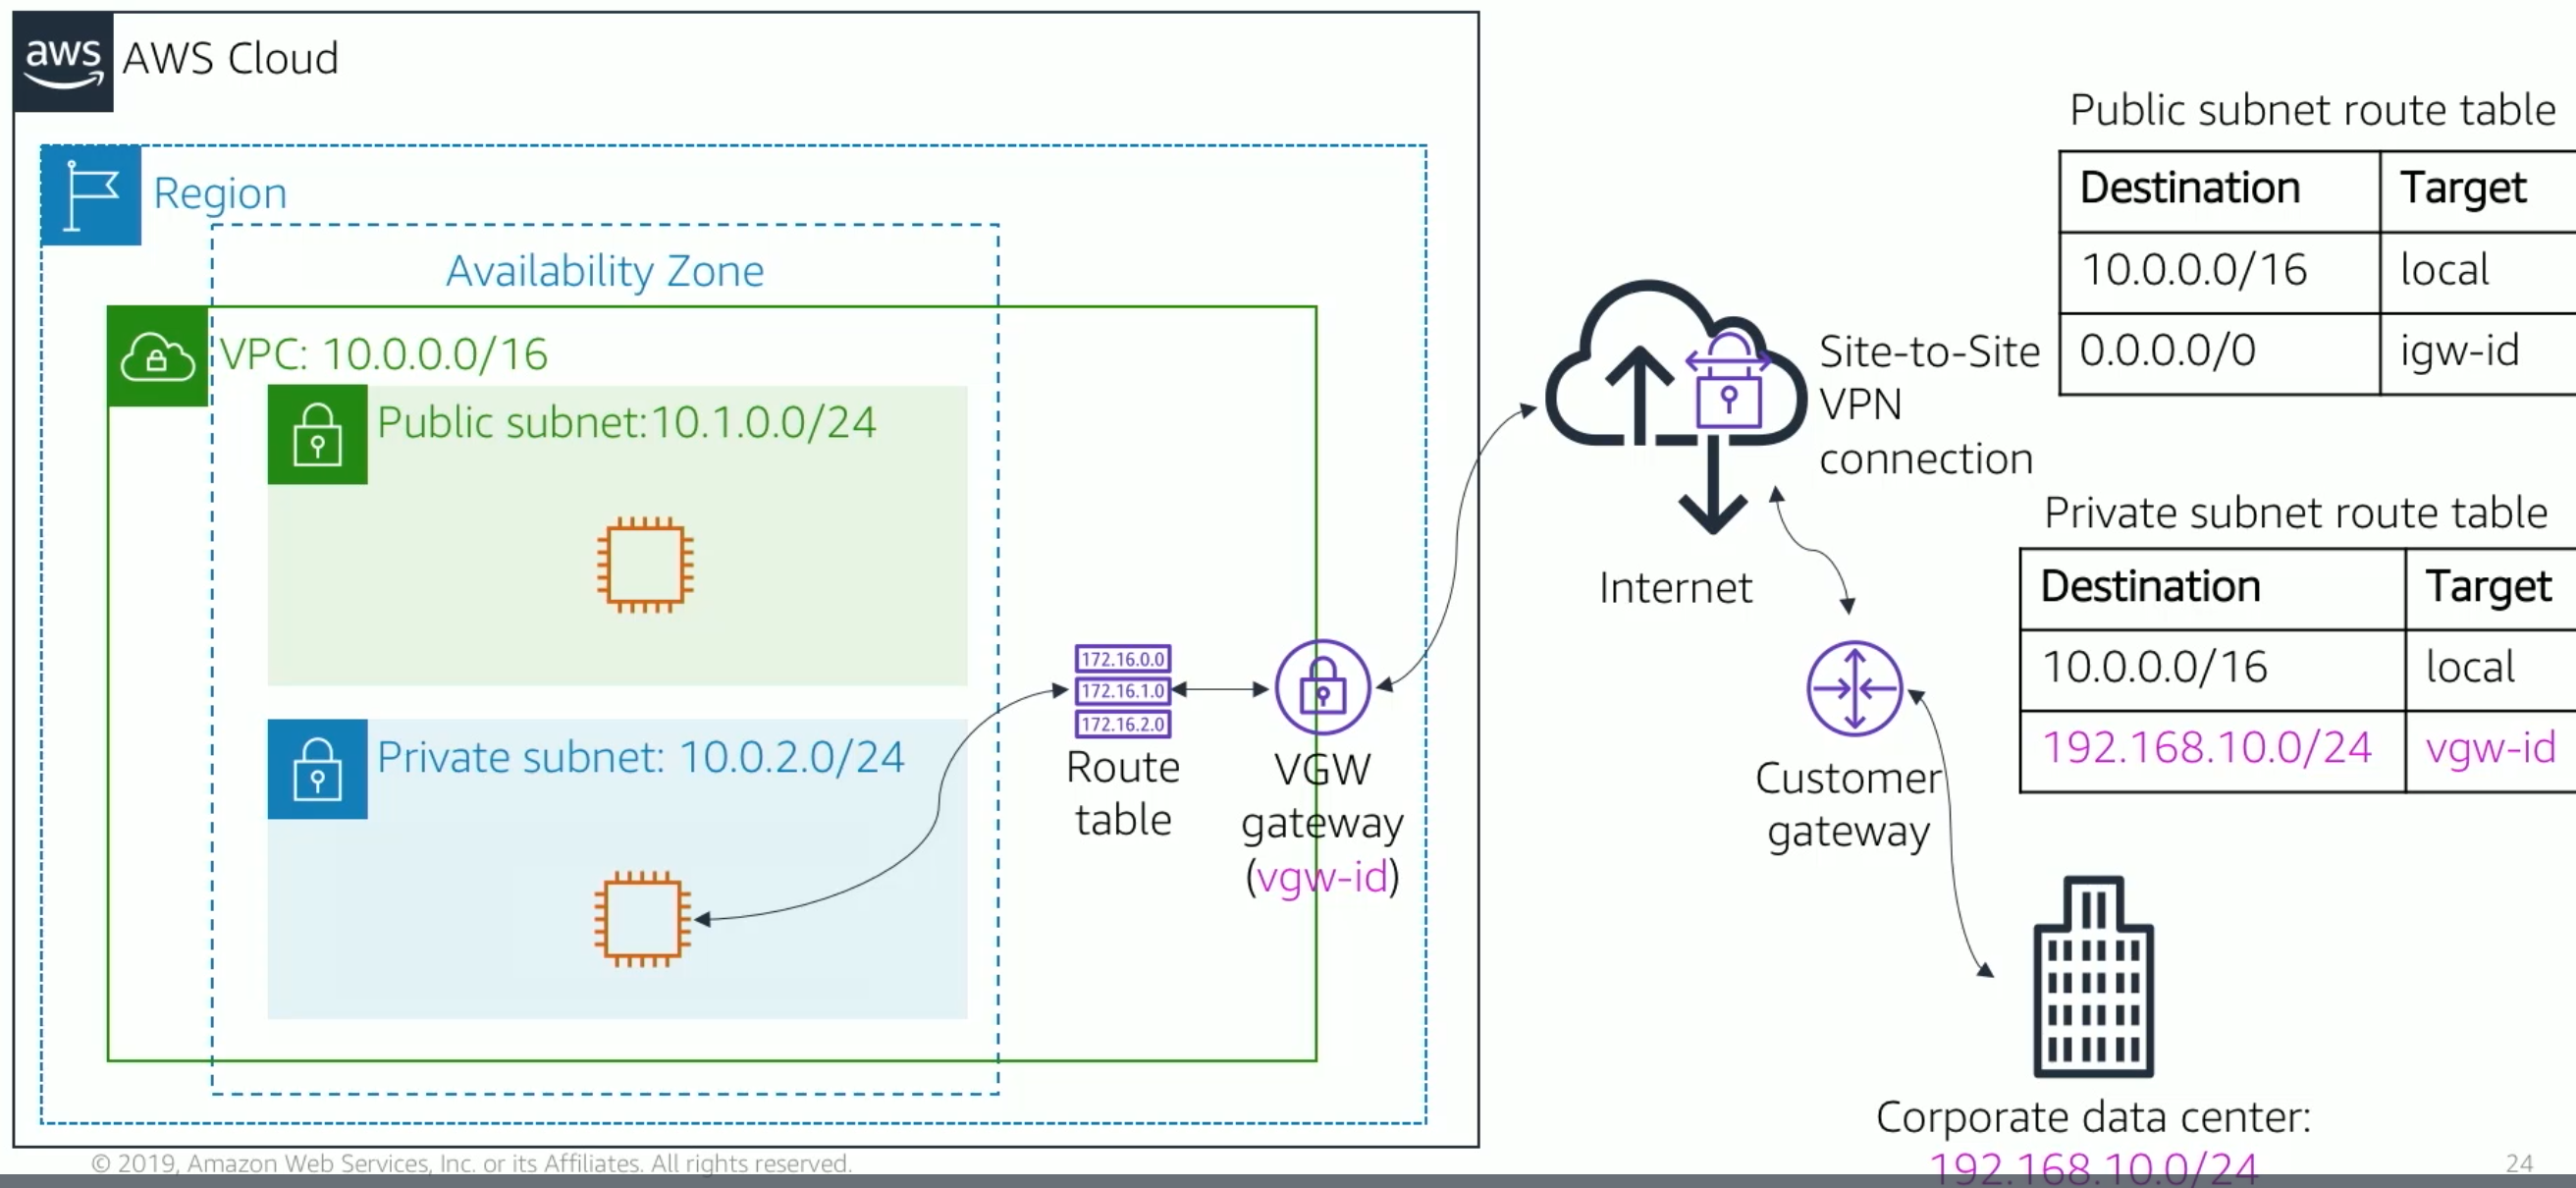 aws
AWS Cloud
Region
Availability Zone
VPC: 10.0.0.0/16
Public subnet:10.1.0.0/24
Private subnet: 10.0.2.0/24
172.16.0.0
172.16.1.0
172.16.2.0
Route
table
VGW
gateway
(vgw-id)
Internet
Site-to-Site
VPN
connection
Customer
gateway
Corporate data center:
192.168.10.0/24
Public subnet route table
Destination Target
10.0.0.0/16 local
0.0.0.0/0 igw-id
Private subnet route table
Destination Target
10.0.0.0/16 local
192.168.10.0/24 vgw-id
© 2019, Amazon Web Services, Inc. or its Affiliates. All rights reserved.
24